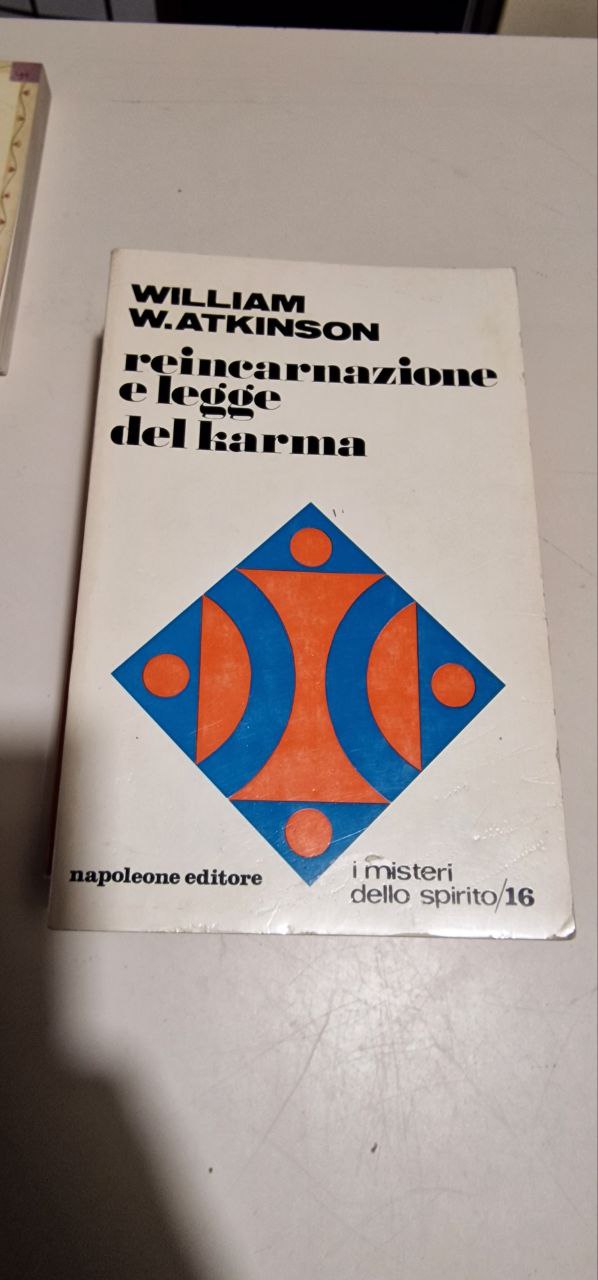 WILLIAM
W. ATKINSON
reincarnazione
e legge
del karma
napoleone editore
i misteri
dello spirito/16